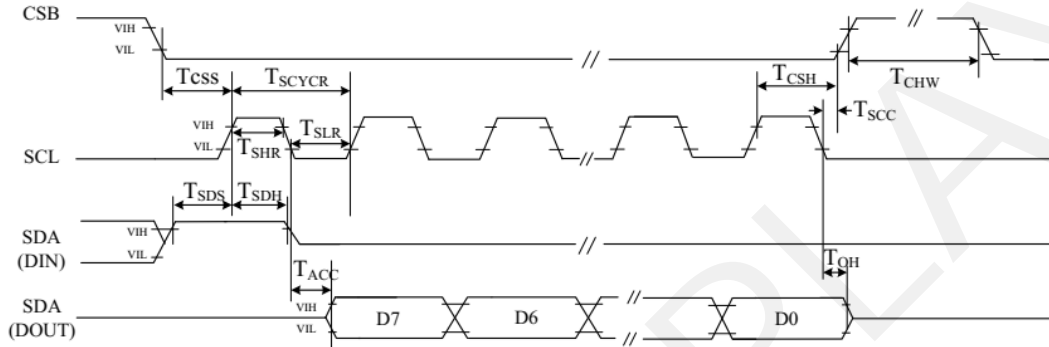 CSB
VIH
VIL
Tcss
TSCYCR
TCSH
TCHW
TSCC
SCL
VIH
VIL
TSHR
TSLR
TSDS
TSDH
SDA
(DIN)
VIH
VIL
TACC
TOH
SDA
(DOUT)
VIH
VIL
D7
D6
D0
PLAY